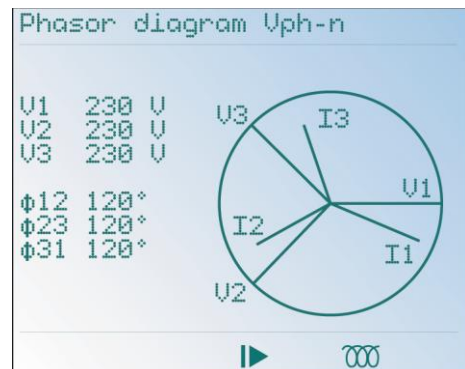 Phasor diagram Vph-n
V1 230 V
V2 230 V
V3 230 V
φ12 120°
φ23 120°
φ31 120°
V3
I3
V1
I2
I1
V2